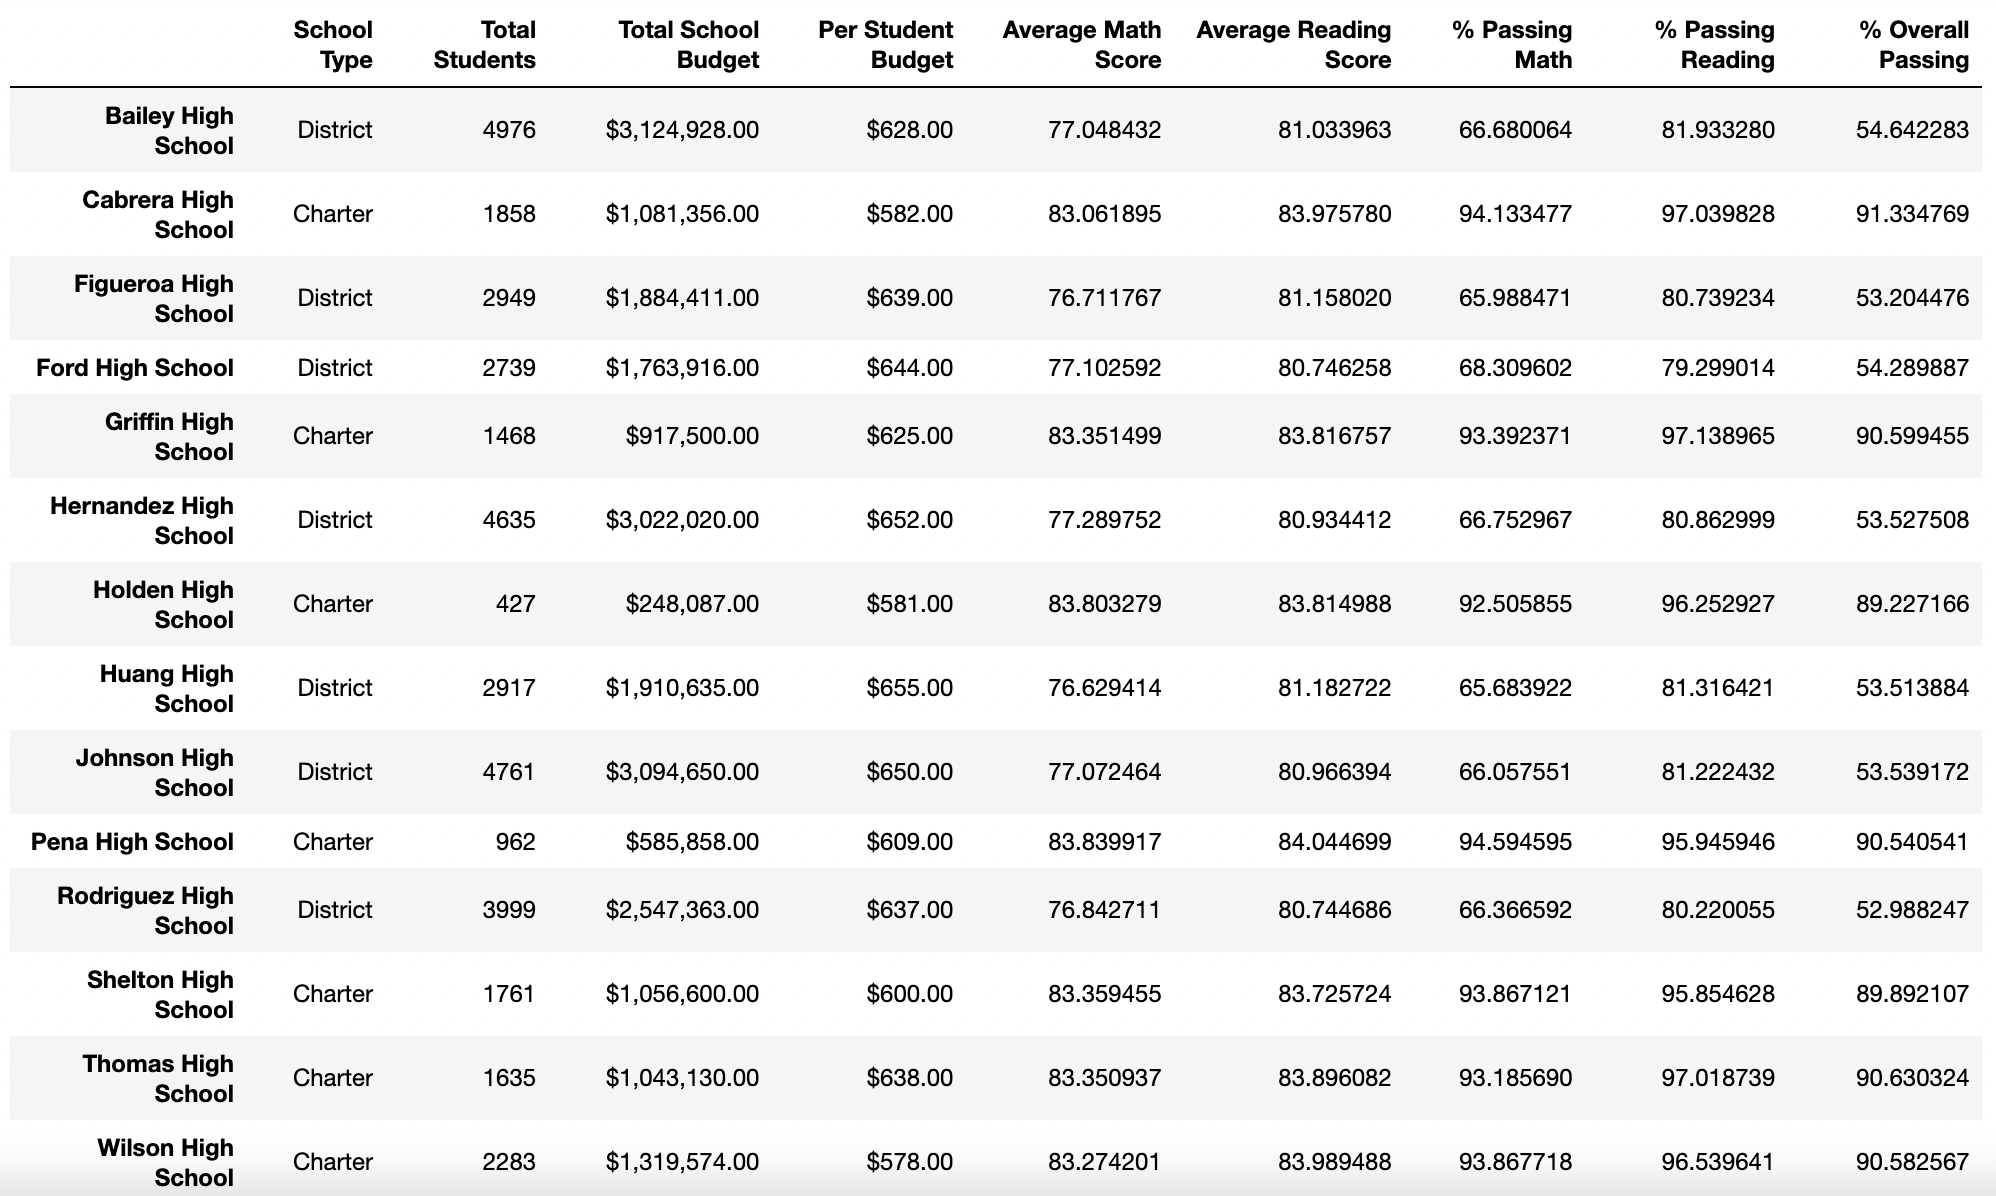 School Type Total Students Total School Budget Per Student Budget Average Math Score Average Reading Score % Passing Math % Passing Reading % Overall Passing
Bailey High School District 4976 $3,124,928.00 $628.00 77.048432 81.033963 66.680064 81.933280 54.642283
Cabrera High School Charter 1858 $1,081,356.00 $582.00 83.061895 83.975780 94.133477 97.039828 91.334769
Figueroa High School District 2949 $1,884,411.00 $639.00 76.711767 81.158020 65.988471 80.739234 53.204476
Ford High School District 2739 $1,763,916.00 $644.00 77.102592 80.746258 68.309602 79.299014 54.289887
Griffin High School Charter 1468 $917,500.00 $625.00 83.351499 83.816757 93.392371 97.138965 90.599455
Hernandez High School District 4635 $3,022,020.00 $652.00 77.289752 80.934412 66.752967 80.862999 53.527508
Holden High School Charter 427 $248,087.00 $581.00 83.803279 83.814988 92.505855 96.252927 89.227166
Huang High School District 2917 $1,910,635.00 $655.00 76.629414 81.182722 65.683922 81.316421 53.513884
Johnson High School District 4761 $3,094,650.00 $650.00 77.072464 80.966394 66.057551 81.222432 53.539172
Pena High School Charter 962 $585,858.00 $609.00 83.839917 84.044699 94.594595 95.945946 90.540541
Rodriguez High School District 3999 $2,547,363.00 $637.00 76.842711 80.744686 66.366592 80.220055 52.988247
Shelton High School Charter 1761 $1,056,600.00 $600.00 83.359455 83.725724 93.867121 95.854628 89.892107
Thomas High School Charter 1635 $1,043,130.00 $638.00 83.350937 83.896082 93.185690 97.018739 90.630324
Wilson High School Charter 2283 $1,319,574.00 $578.00 83.274201 83.989488 93.867718 96.539641 90.582567